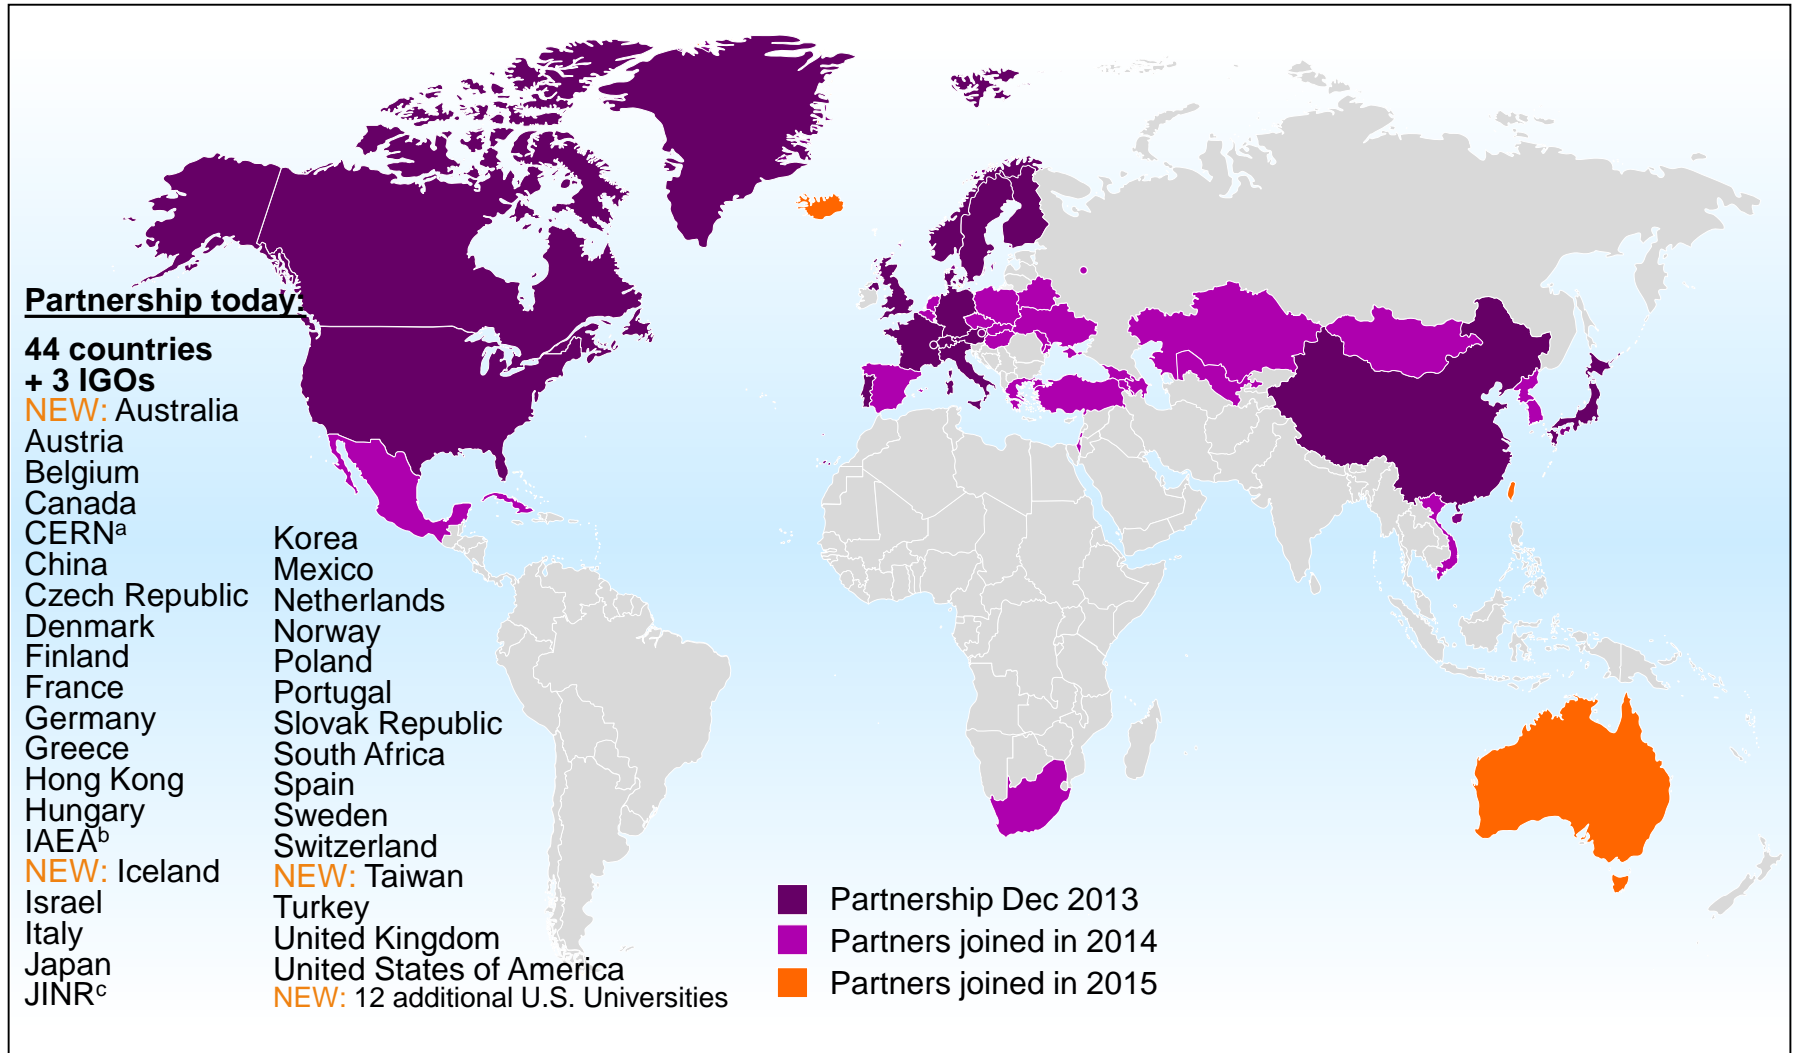 Partnership today:
44 countries
+ 3 IGOs
NEW: Australia
Austria
Belgium
Canada
CERNᵃ
China
Czech Republic
Denmark
Finland
France
Germany
Greece
Hong Kong
Hungary
IAEAᵇ
NEW: Iceland
Israel
Italy
Japan
JINRᶜ
Korea
Mexico
Netherlands
Norway
Poland
Portugal
Slovak Republic
South Africa
Spain
Sweden
Switzerland
NEW: Taiwan
Turkey
United Kingdom
United States of America
NEW: 12 additional U.S. Universities
Partnership Dec 2013
Partners joined in 2014
Partners joined in 2015